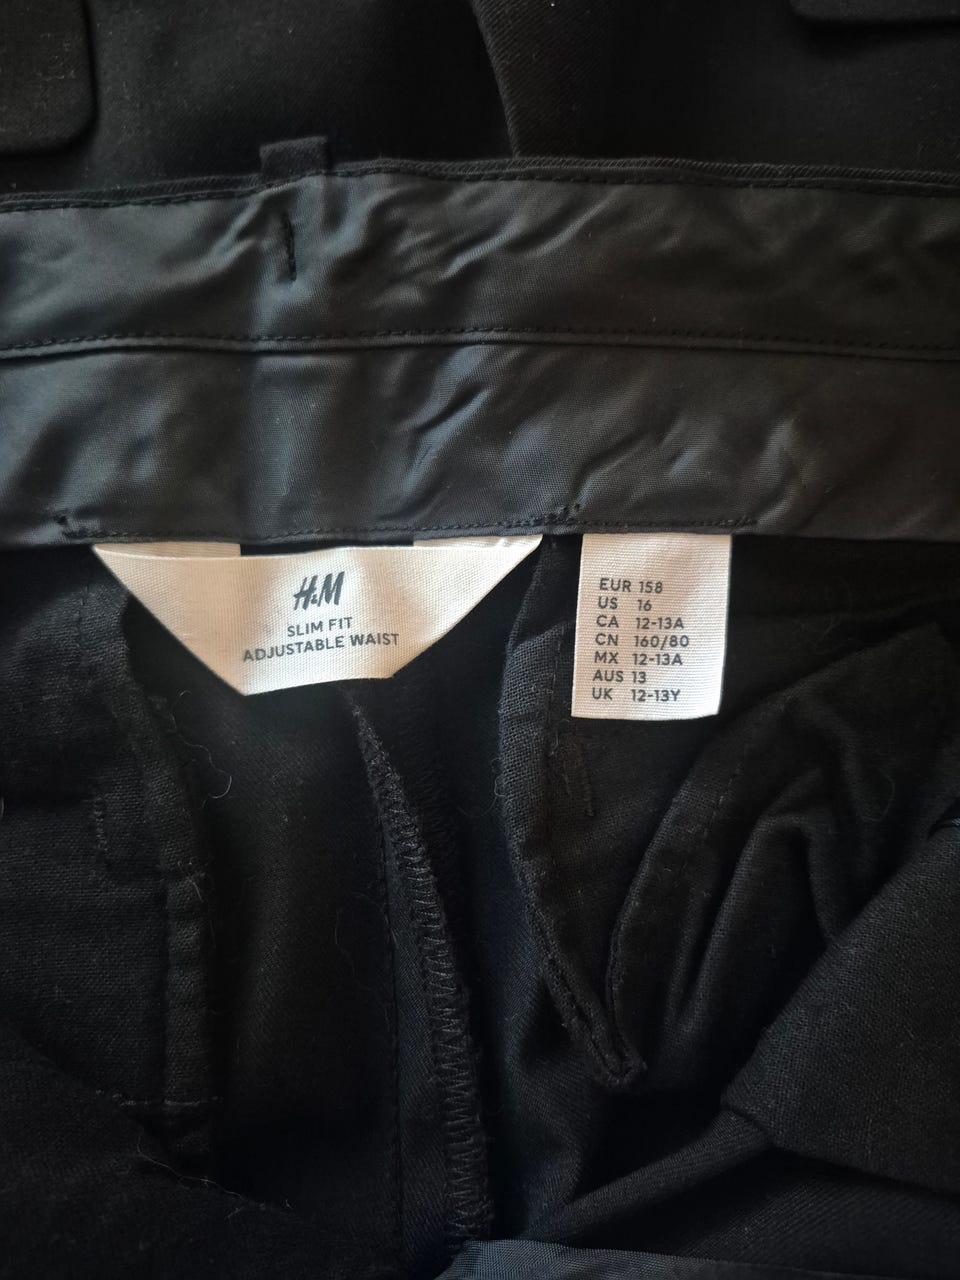 H&M
SLIM FIT
ADJUSTABLE WAIST
EUR 158
US 16
CA 12-13A
CN 160/80
MX 12-13A
AUS 13
UK 12-13Y